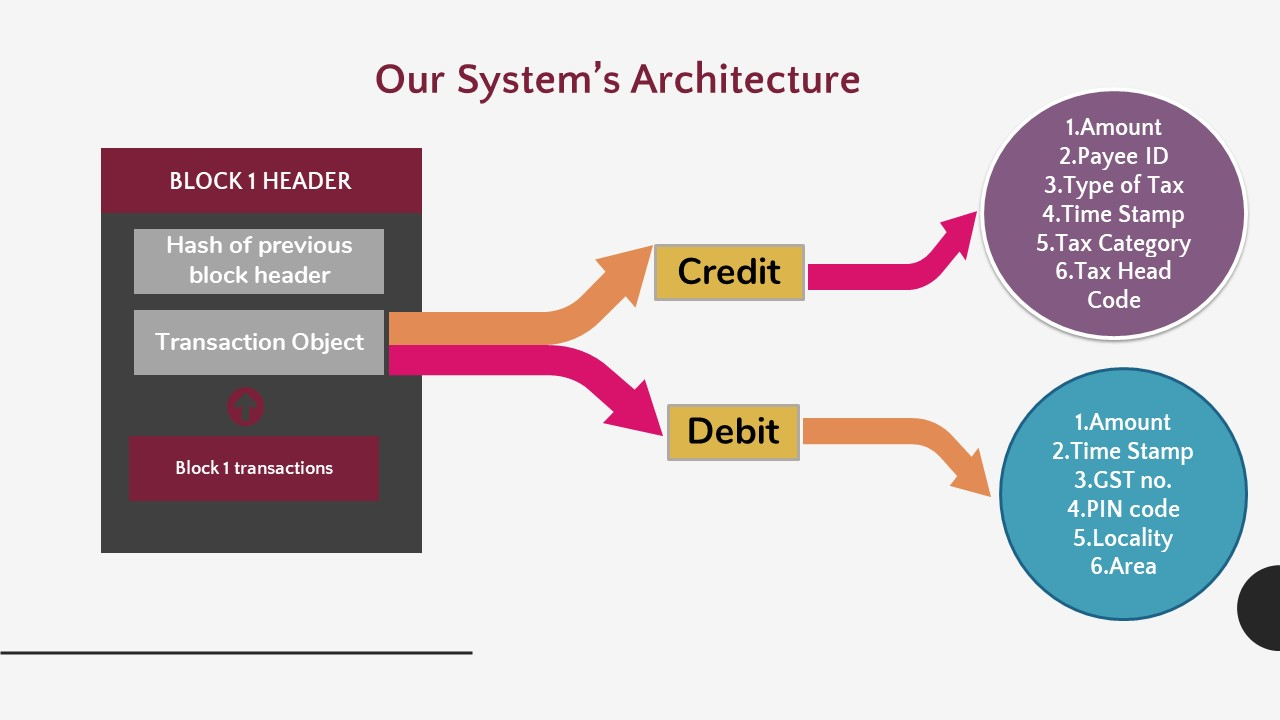 Our System’s Architecture
BLOCK 1 HEADER
Hash of previous
block header
Transaction Object
Block 1 transactions
Credit
Debit
1.Amount
2.Payee ID
3.Type of Tax
4.Time Stamp
5.Tax Category
6.Tax Head
Code
1.Amount
2.Time Stamp
3.GST no.
4.PIN code
5.Locality
6.Area